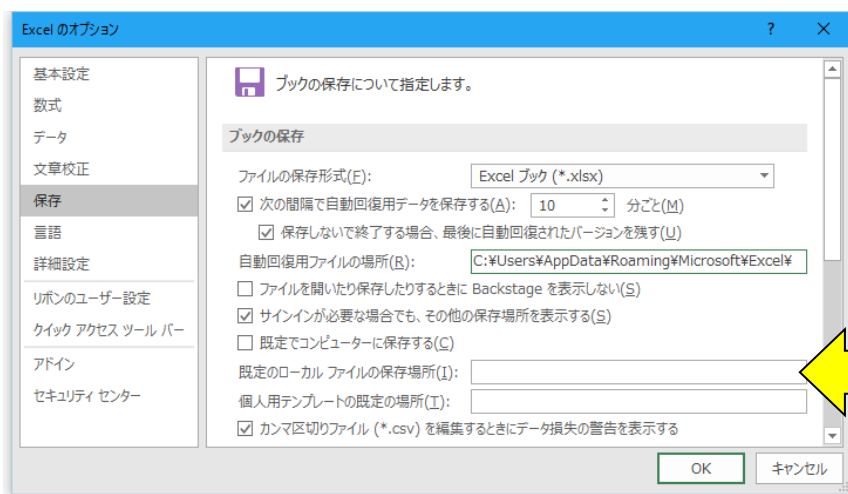 Excel のオプション
?
×
基本設定
数式
データ
文章校正
保存
言語
詳細設定
リボンのユーザー設定
クイック アクセス ツール バー
アドイン
セキュリティ センター
ブックの保存について指定します。
ブックの保存
ファイルの保存形式(F): Excel ブック (*.xlsx)
次の間隔で自動回復用データを保存する(A): 10 分ごと(M)
保存しないで終了する場合、最後に自動回復されたバージョンを残す(U)
自動回復用ファイルの場所(R): C:¥Users¥AppData¥Roaming¥Microsoft¥Excel¥
ファイルを開いたり保存したりするときに Backstage を表示しない(S)
サインインが必要な場合でも、その他の保存場所を表示する(S)
既定でコンピューターに保存する(C)
既定のローカル ファイルの保存場所(I):
個人用テンプレートの既定の場所(T):
カンマ区切りファイル (*.csv) を編集するときにデータ損失の警告を表示する
OK キャンセル